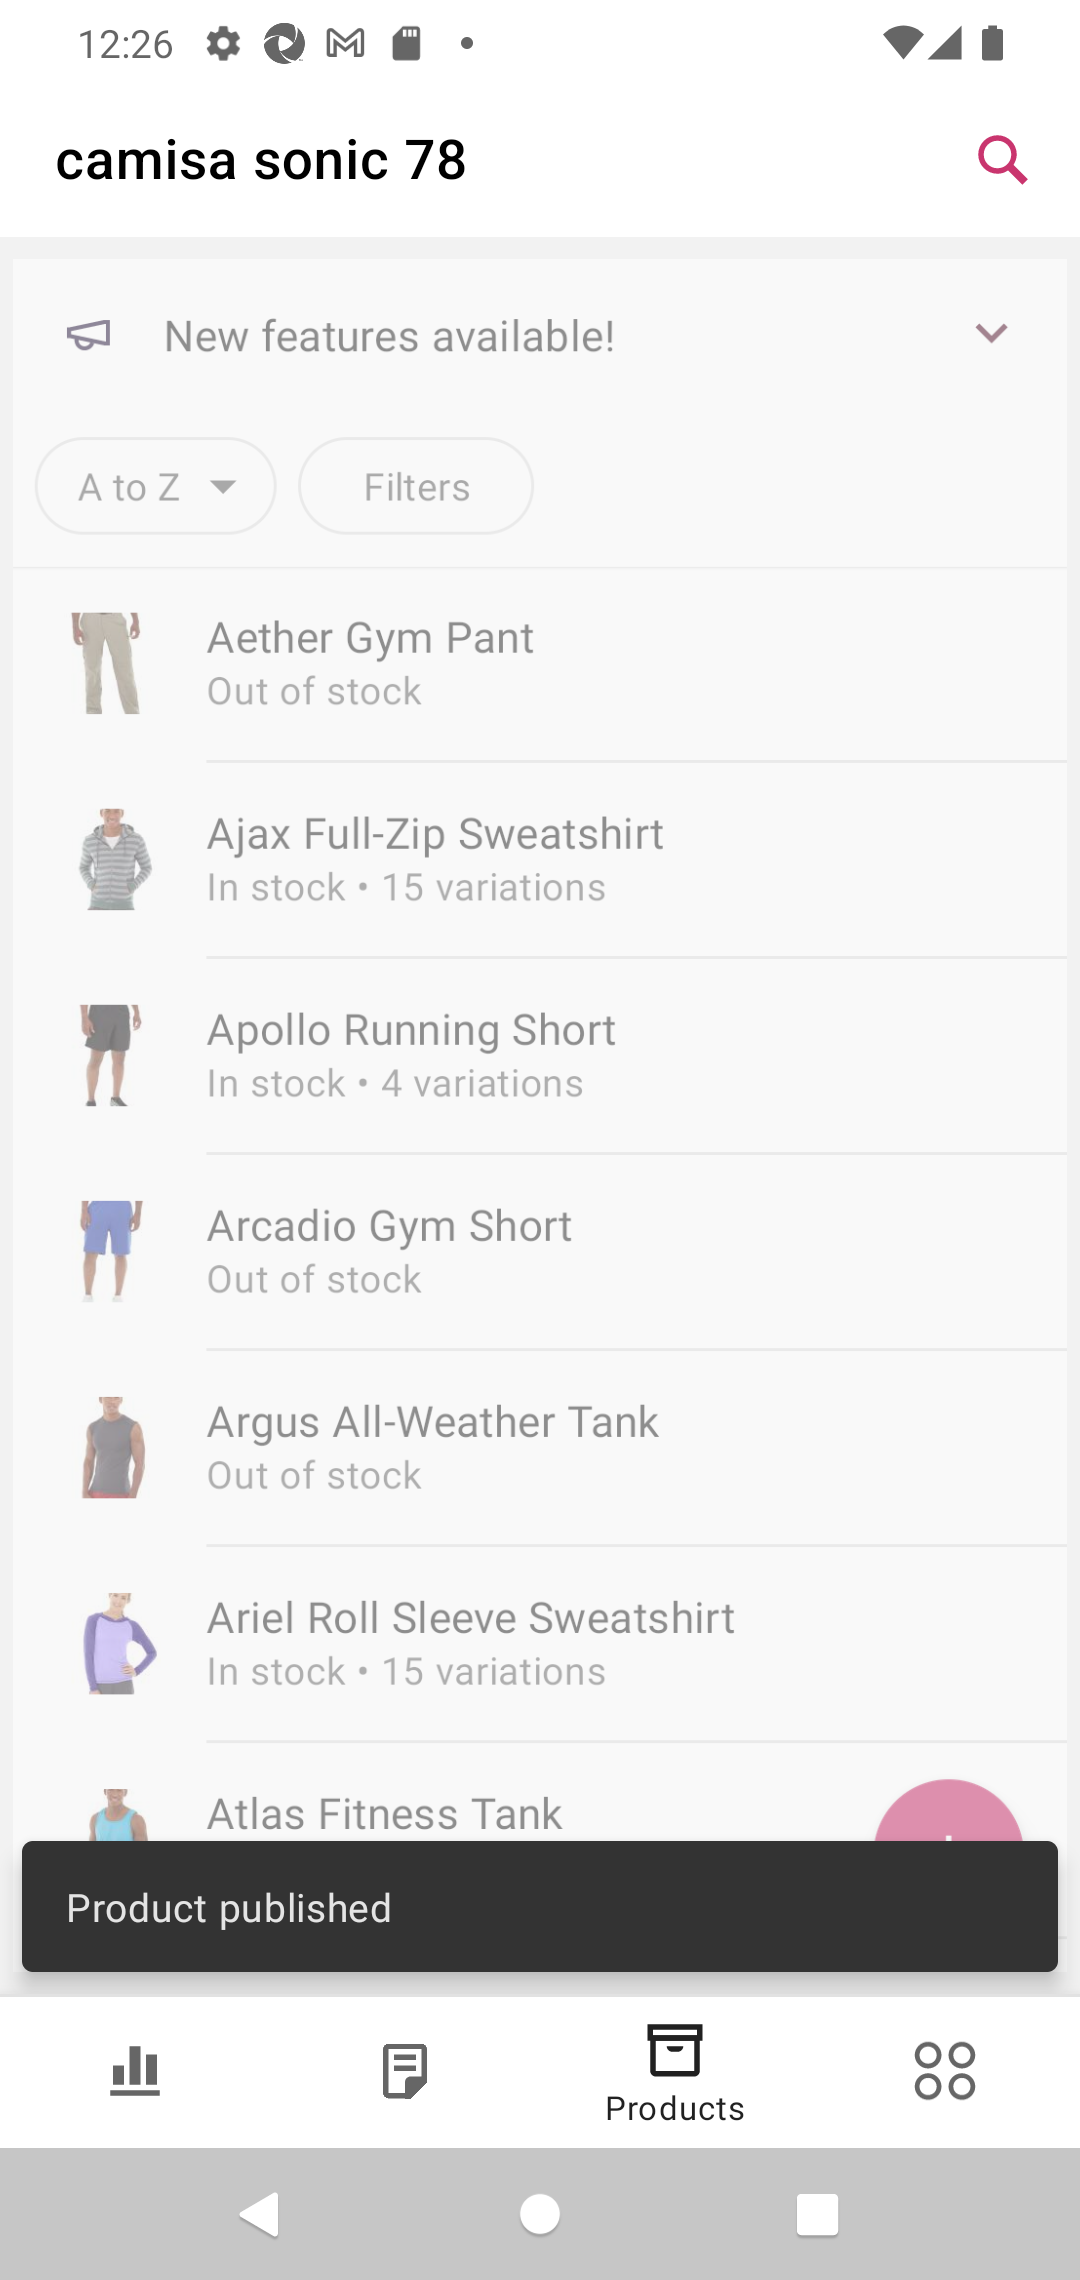 12:26
camisa sonic 78
New features available!
A to Z
Filters
Aether Gym Pant
Out of stock
Ajax Full-Zip Sweatshirt
In stock • 15 variations
Apollo Running Short
In stock • 4 variations
Arcadio Gym Short
Out of stock
Argus All-Weather Tank
Out of stock
Ariel Roll Sleeve Sweatshirt
In stock • 15 variations
Atlas Fitness Tank
Product published
Products